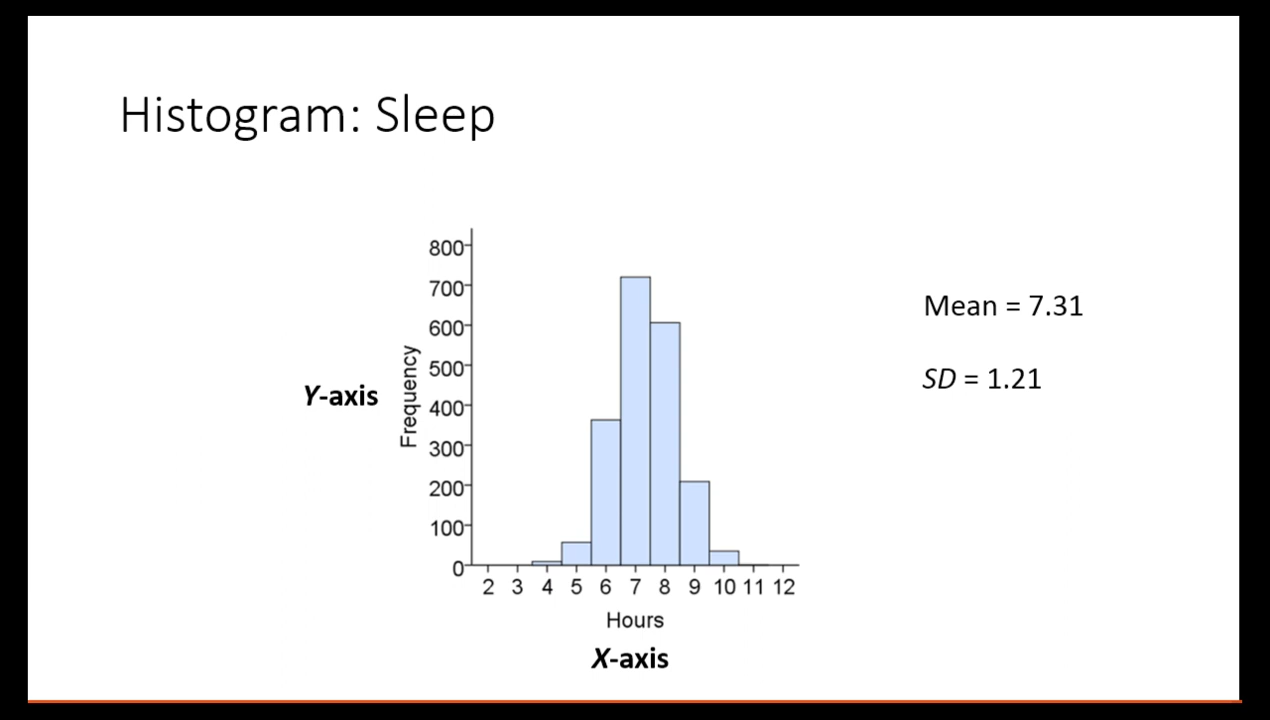 Histogram: Sleep
800
700
600
500
400
300
200
100
0
Frequency
Y-axis
2 3 4 5 6 7 8 9 10 11 12
Hours
X-axis
Mean = 7.31
SD = 1.21